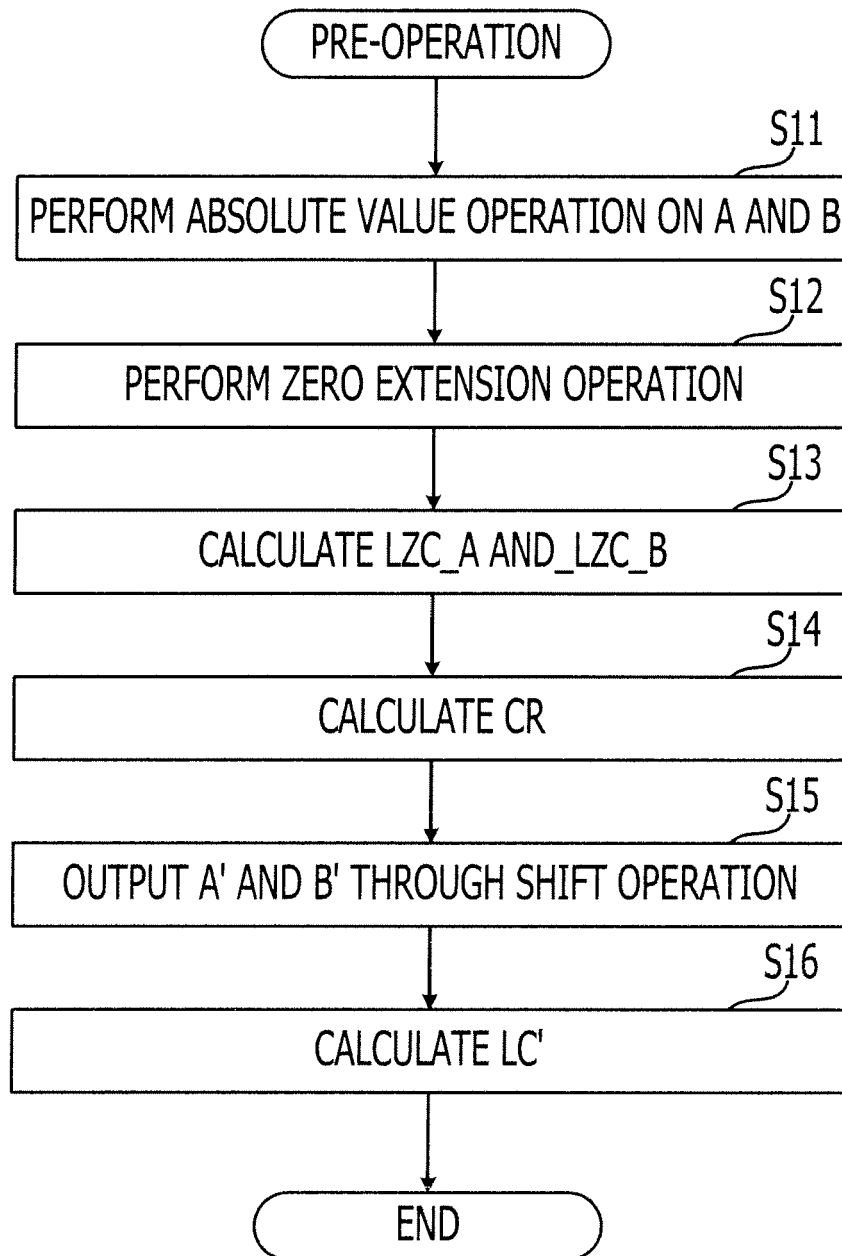 PRE-OPERATION
S11
PERFORM ABSOLUTE VALUE OPERATION ON A AND B
S12
PERFORM ZERO EXTENSION OPERATION
S13
CALCULATE LZC_A AND_LZC_B
S14
CALCULATE CR
S15
OUTPUT A' AND B' THROUGH SHIFT OPERATION
S16
CALCULATE LC'
END